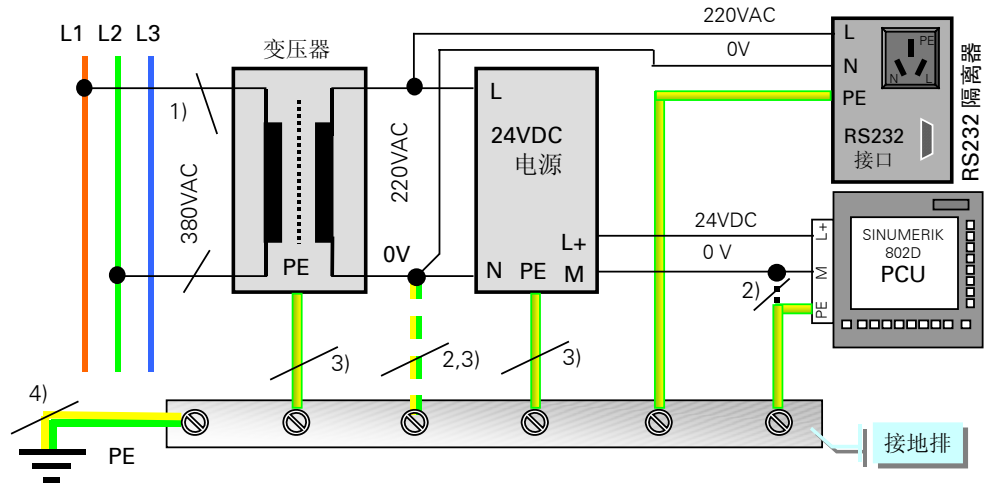 L1 L2 L3
变压器
220VAC
0V
L
N
PE
PE
N L
RS232
接口
RS232 隔离器
1)
380VAC
220VAC
L
24VDC
电源
PE
0V
N PE M
L+
24VDC
0 V
L+
M
PE
SINUMERIK
802D
PCU
2)
3)
2,3)
3)
4)
PE
接地排